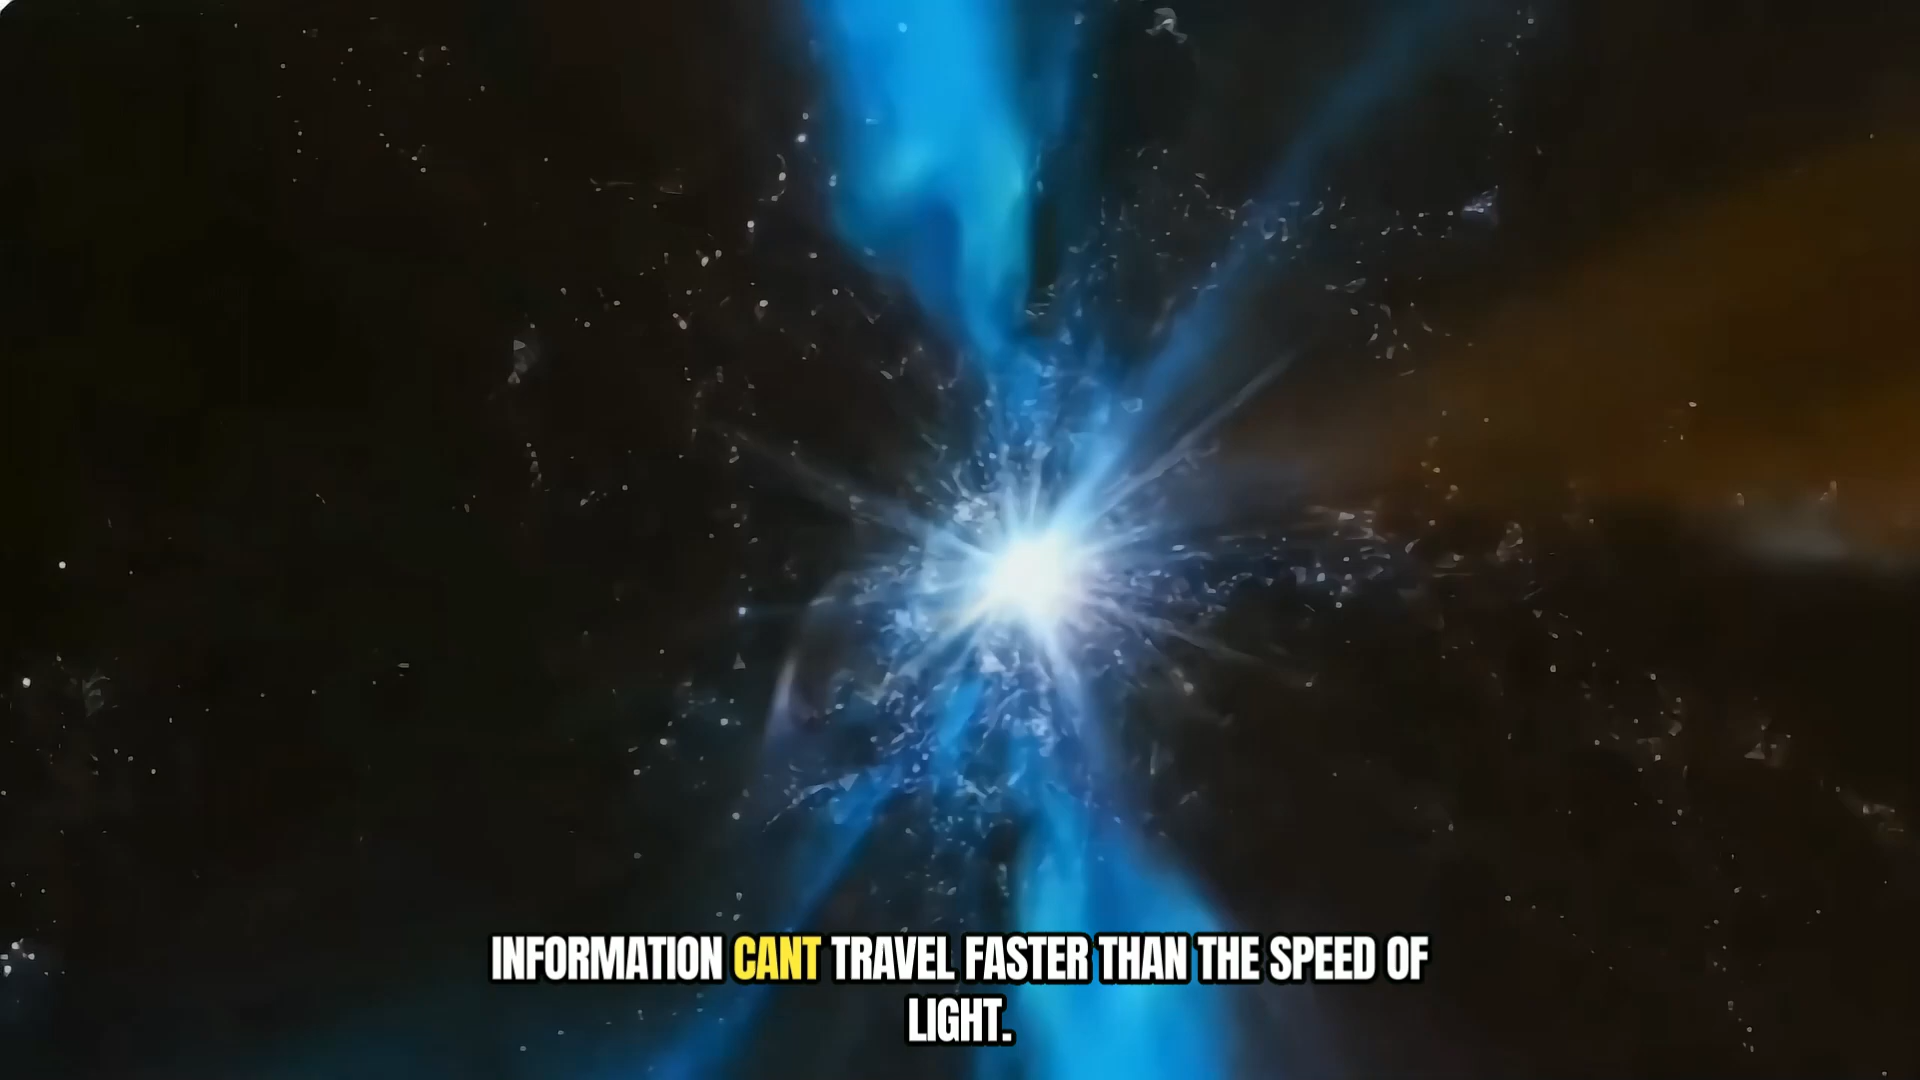 INFORMATION CANT TRAVEL FASTER THAN THE SPEED OF
LIGHT.